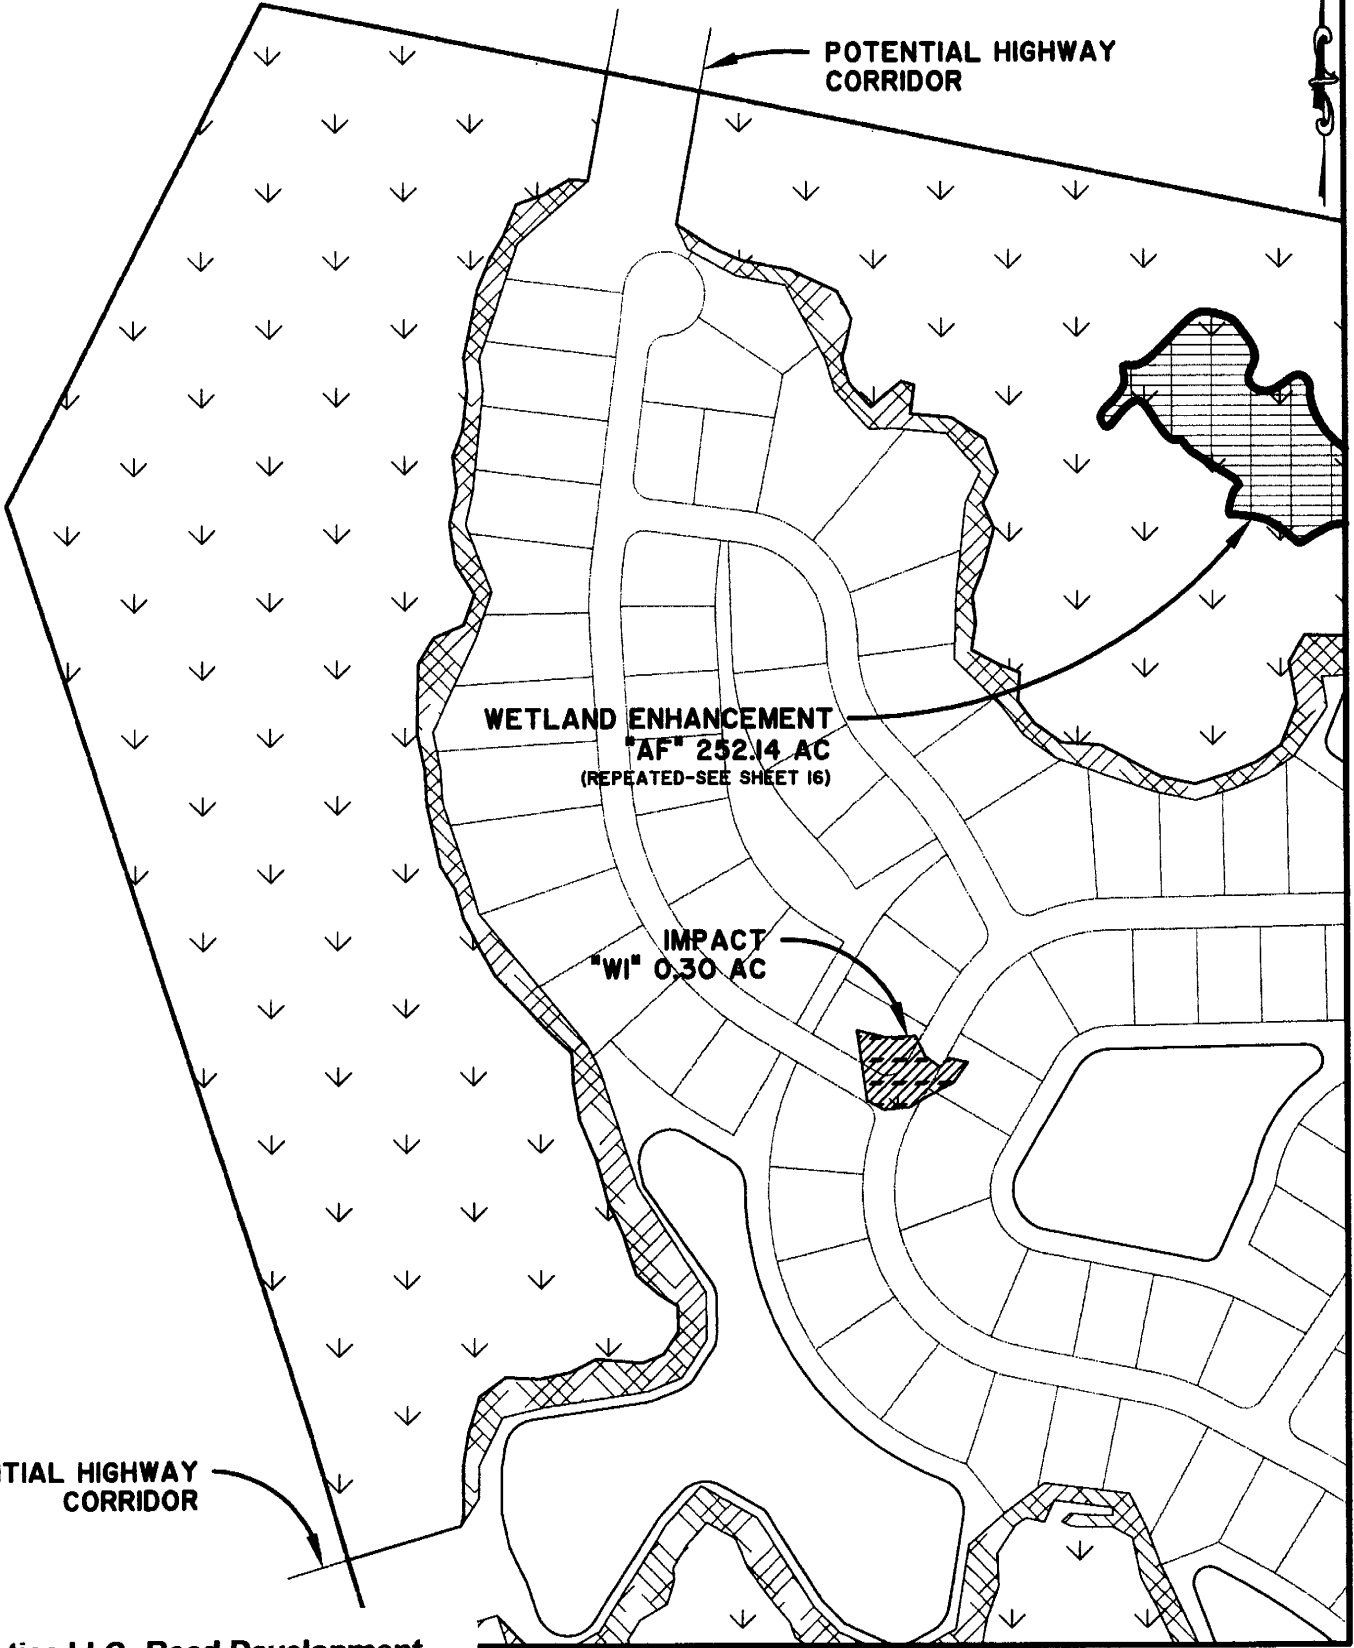 POTENTIAL HIGHWAY
CORRIDOR
WETLAND ENHANCEMENT
"AF" 252.14 AC
(REPEATED-SEE SHEET 16)
IMPACT
"WI" 0.30 AC
TIAL HIGHWAY
CORRIDOR